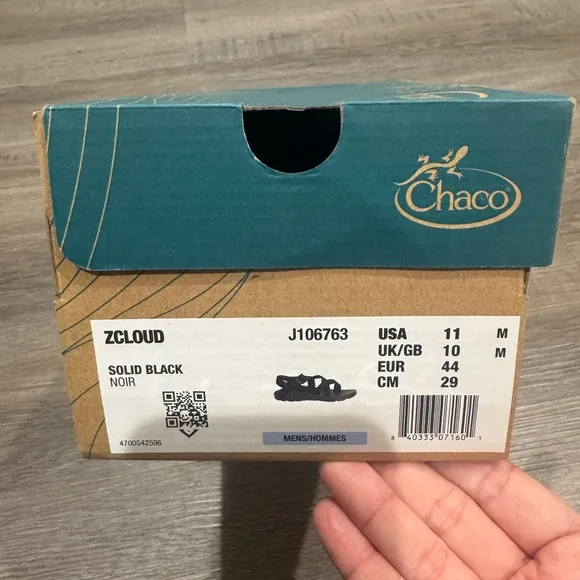 Chaco®
ZCLOUD J106763 USA 11 M
UK/GB 10 M
EUR 44
CM 29
SOLID BLACK
NOIR
4700542596
MENS/HOMMES
8 40333 07160 1